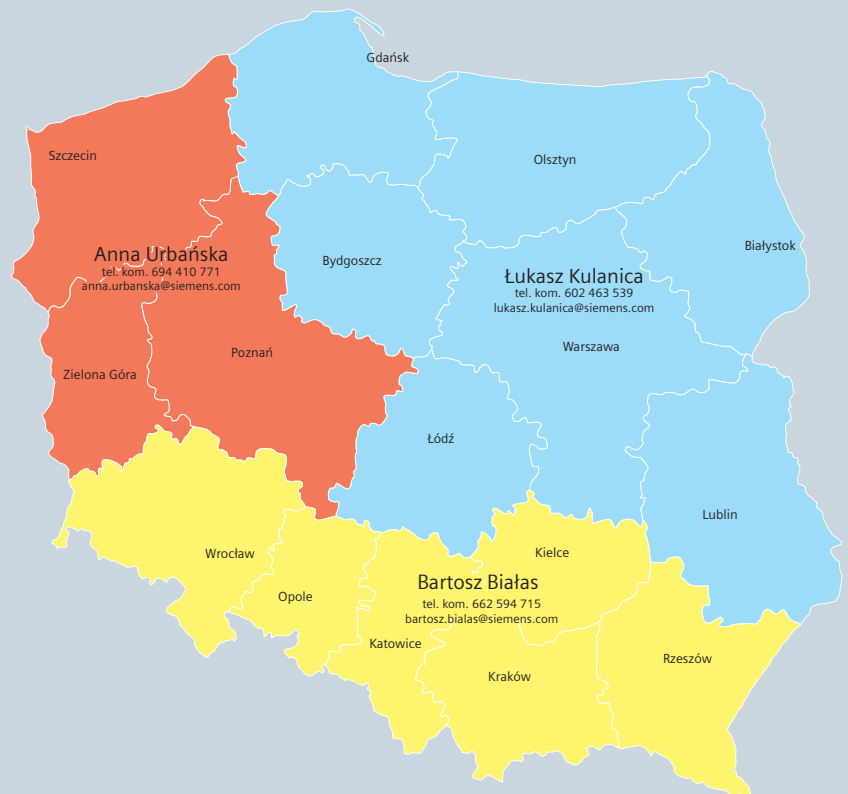 Gdańsk
Szczecin
Olsztyn
Białystok
Anna Urbańska
tel. kom. 694 410 771
anna.urbanska@siemens.com
Bydgoszcz
Łukasz Kulanica
tel. kom. 602 463 539
lukasz.kulanica@siemens.com
Warszawa
Poznań
Zielona Góra
Łódź
Lublin
Wrocław
Kielce
Bartosz Białas
tel. kom. 662 594 715
bartosz.bialas@siemens.com
Opole
Katowice
Rzeszów
Kraków